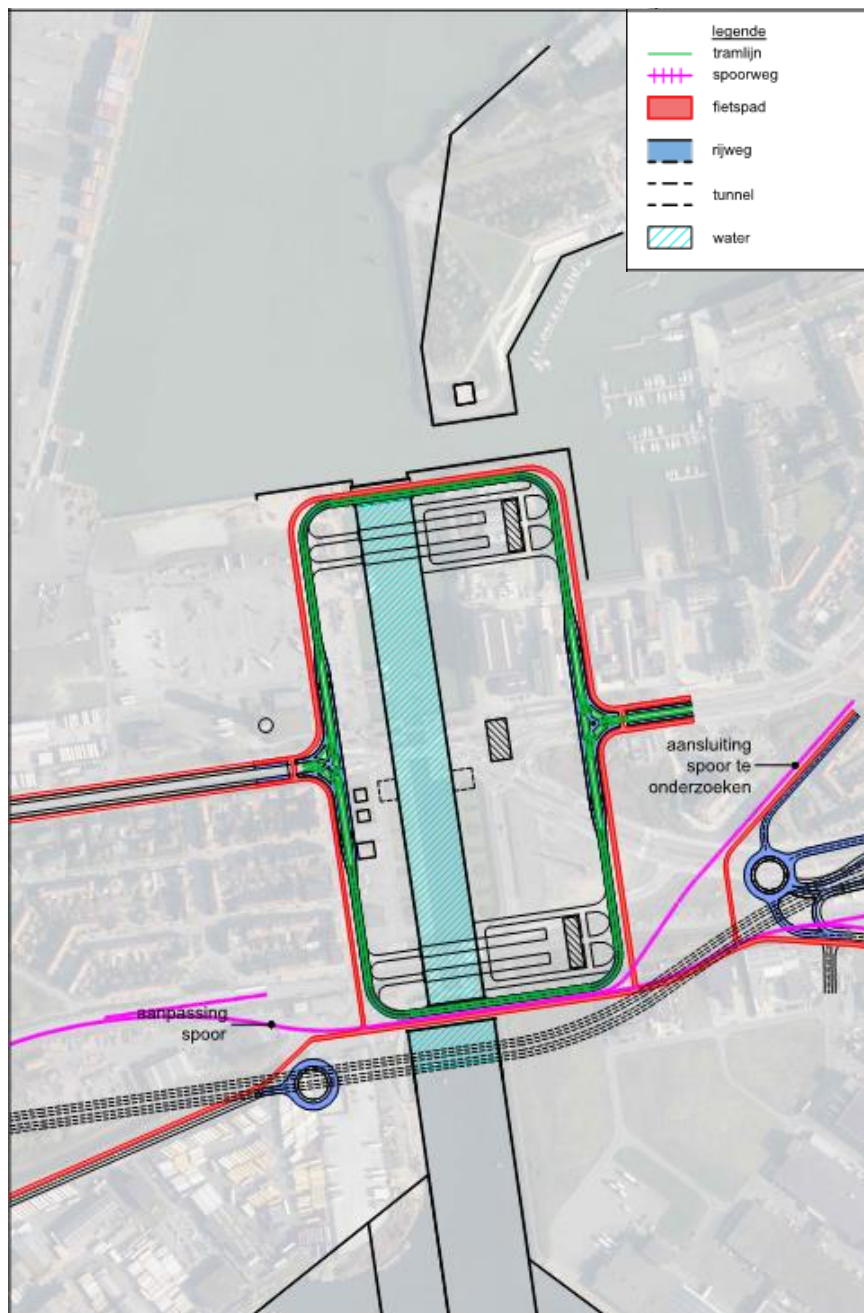 legende
tramlijn
spoorweg
fietspad
rijweg
tunnel
water
aansluiting
spoor te
onderzoeken
aanpassing
spoor